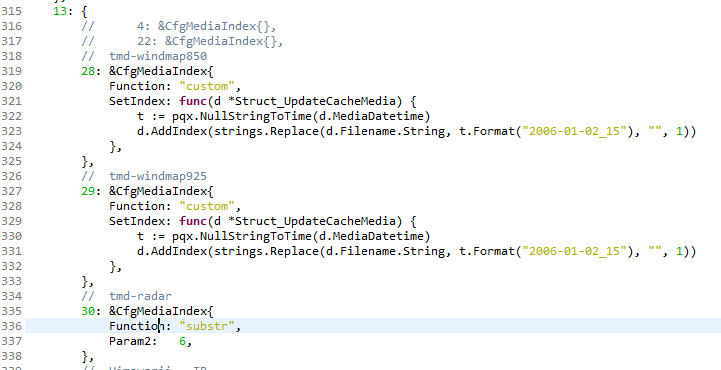 315
13: {
316 // 4: &CfgMediaIndex{},
317 // 22: &CfgMediaIndex{},
318 // tmd-windmap850
319 28: &CfgMediaIndex{
320 Function: "custom",
321 SetIndex: func(d *Struct_UpdateCacheMedia) {
322 t := pqx.NullStringToTime(d.MediaDatetime)
323 d.AddIndex(strings.Replace(d.Filename.String, t.Format("2006-01-02_15"), "", 1))
324 },
325 },
326 // tmd-windmap925
327 29: &CfgMediaIndex{
328 Function: "custom",
329 SetIndex: func(d *Struct_UpdateCacheMedia) {
330 t := pqx.NullStringToTime(d.MediaDatetime)
331 d.AddIndex(strings.Replace(d.Filename.String, t.Format("2006-01-02_15"), "", 1))
332 },
333 },
334 // tmd-radar
335 30: &CfgMediaIndex{
336 Function: "substr",
337 Param2: 6,
338 },